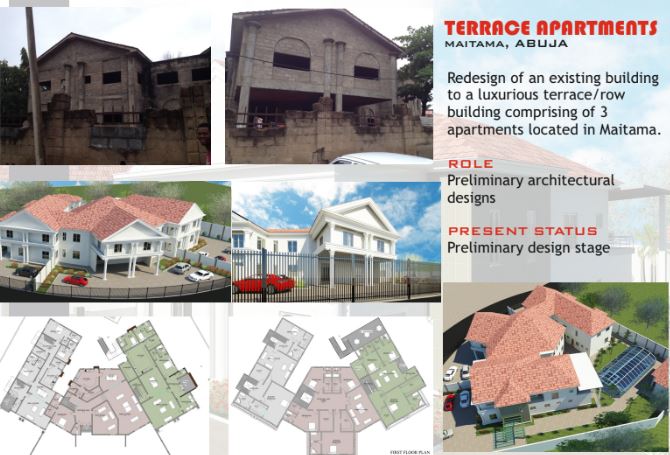 TERRACE APARTMENTS
MAITAMA, ABUJA
Redesign of an existing building
to a luxurious terrace/row
building comprising of 3
apartments located in Maitama.
ROLE
Preliminary architectural
designs
PRESENT STATUS
Preliminary design stage
FIRST FLOOR PLAN